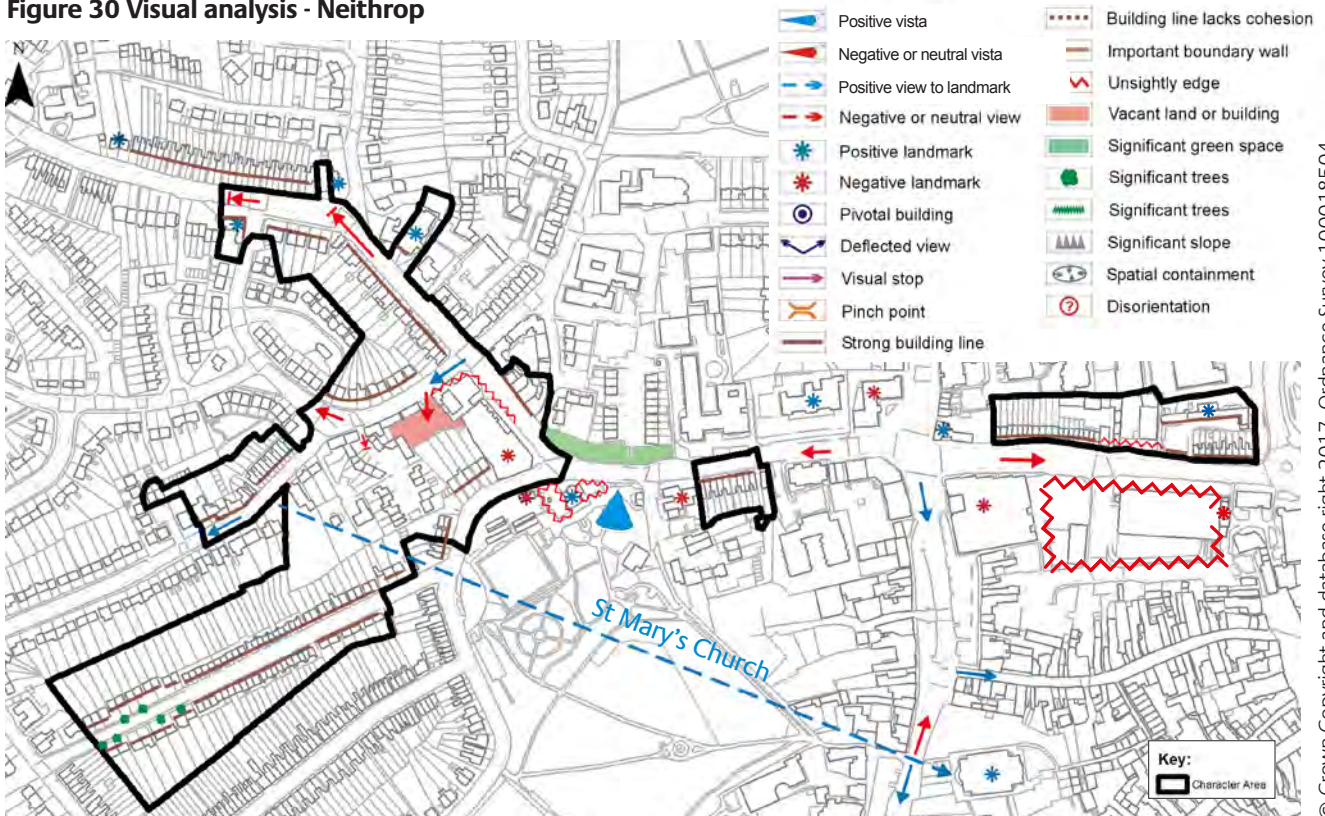 Figure 30 Visual analysis - Neithrop
Positive vista
Negative or neutral vista
Positive view to landmark
Negative or neutral view
Positive landmark
Negative landmark
Pivotal building
Deflected view
Visual stop
Pinch point
Strong building line
Building line lacks cohesion
Important boundary wall
Unsightly edge
Vacant land or building
Significant green space
Significant trees
Significant trees
Significant slope
Spatial containment
? Disorientation
N
St Mary's Church
Key:
Character Area
© Crown Copyright and database right 2017. Ordnance Survey 100018504